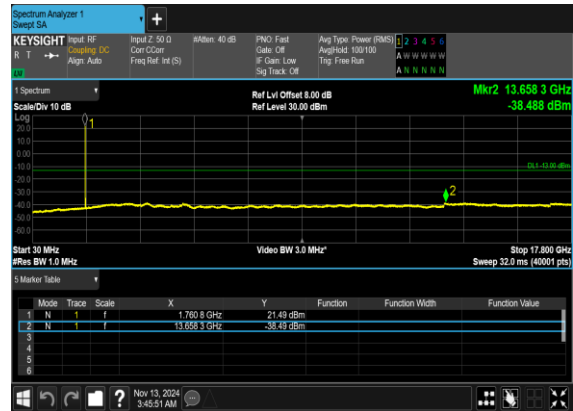 Spectrum Analyzer 1
Swept SA
+
KEYSIGHT Input: RF Input Z: 50 Ω #Atten: 40 dB PNO: Fast Avg Type: Power (RMS) 1 2 3 4 5 6
R T Coupling: DC Corr CCorr Gate: Off Avg|Hold: 100/100 A W W W W W
Align: Auto Freq Ref: Int (S) IF Gain: Low Trig: Free Run
Sig Track: Off A N N N N N
1 Spectrum Ref Lvl Offset 8.00 dB Mkr2 13.658 3 GHz
Scale/Div 10 dB Ref Level 30.00 dBm -38.488 dBm
Log
20.0
10.0
0.00
-10.0
-20.0
-30.0
-40.0
-50.0
-60.0
1
DL1 -13.00 dBm
2
Start 30 MHz Video BW 3.0 MHz* Stop 17.800 GHz
#Res BW 1.0 MHz Sweep 32.0 ms (40001 pts)
5 Marker Table
Mode Trace Scale X Y Function Function Width Function Value
1 N 1 f 1.760 8 GHz 21.49 dBm
2 N 1 f 13.658 3 GHz -38.49 dBm
3
4
5
6
? Nov 13, 2024
3:45:51 AM